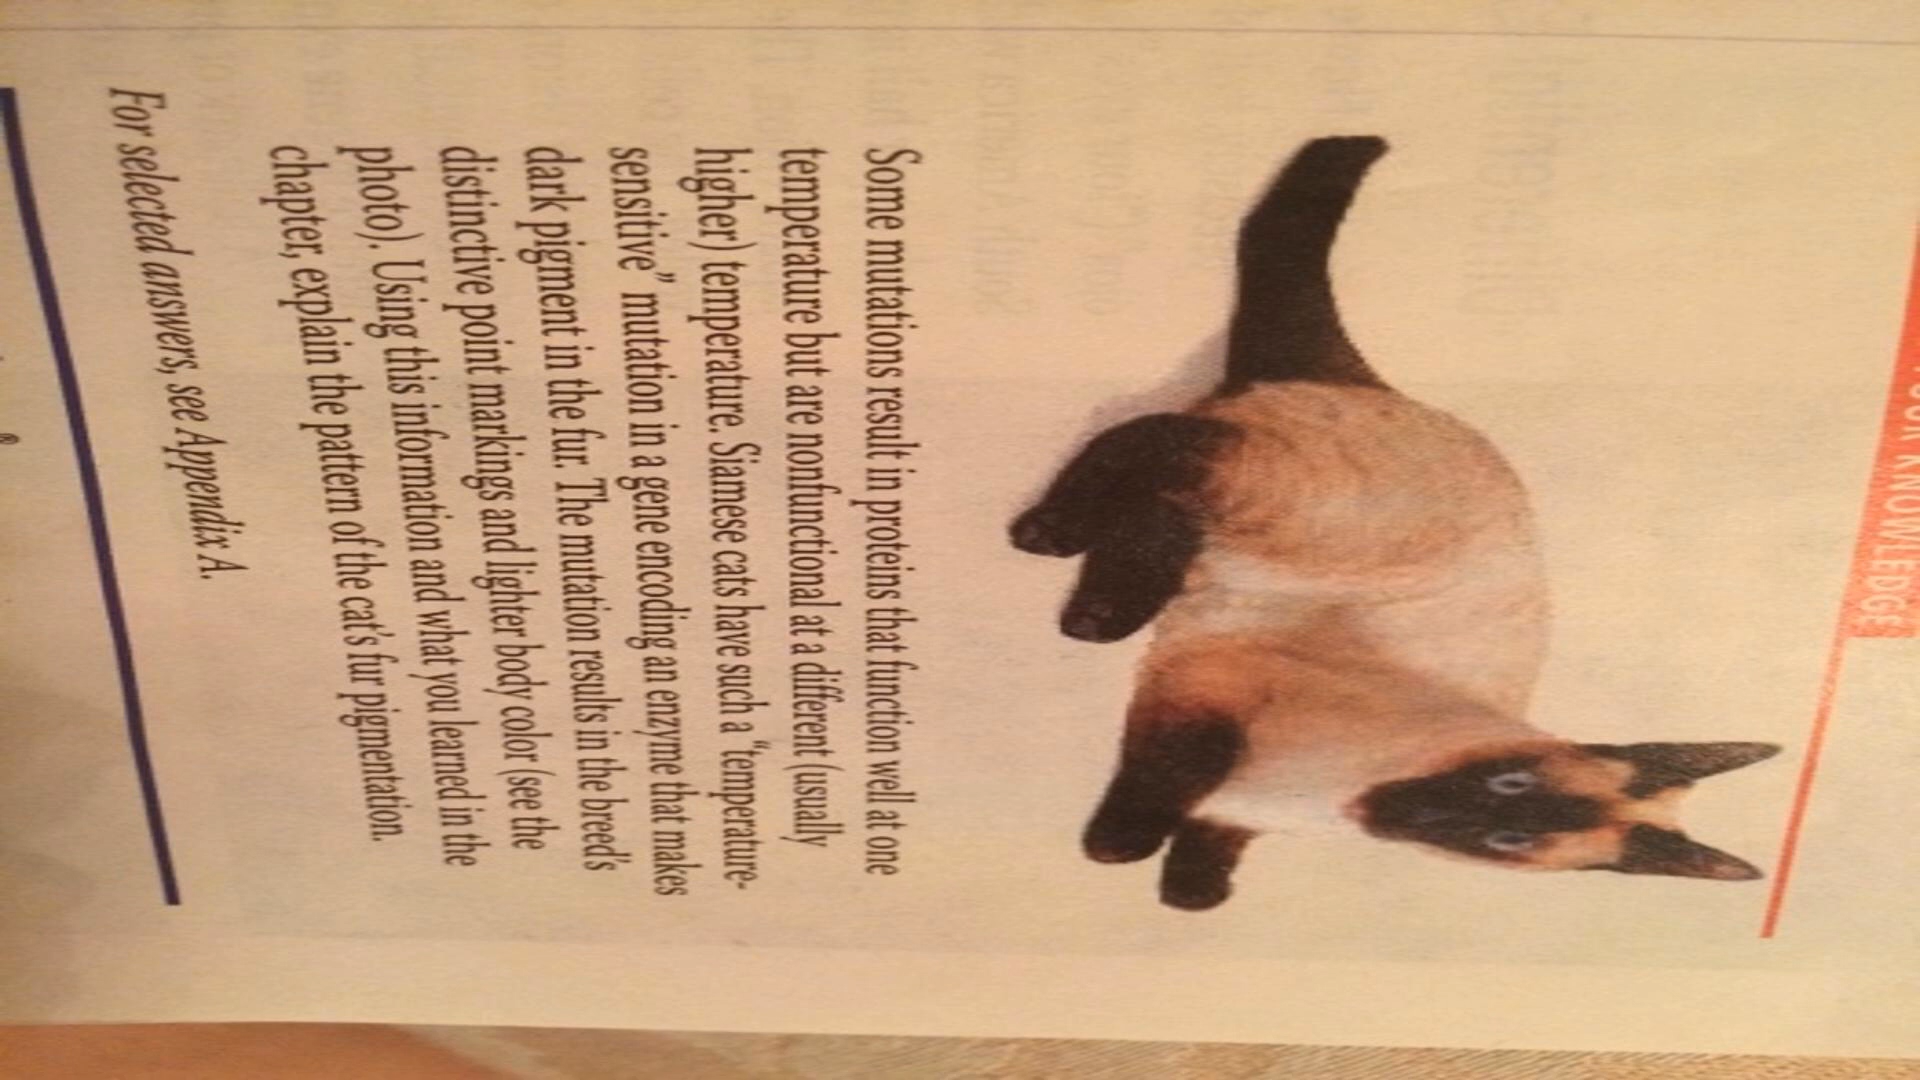 KNOWLEDGE
Some mutations result in proteins that function well at one
temperature but are nonfunctional at a different (usually
higher) temperature. Siamese cats have such a "temperature-
sensitive" mutation in a gene encoding an enzyme that makes
dark pigment in the fur. The mutation results in the breed's
distinctive point markings and lighter body color (see the
photo). Using this information and what you learned in the
chapter, explain the pattern of the cat's fur pigmentation.
For selected answers, see Appendix A.